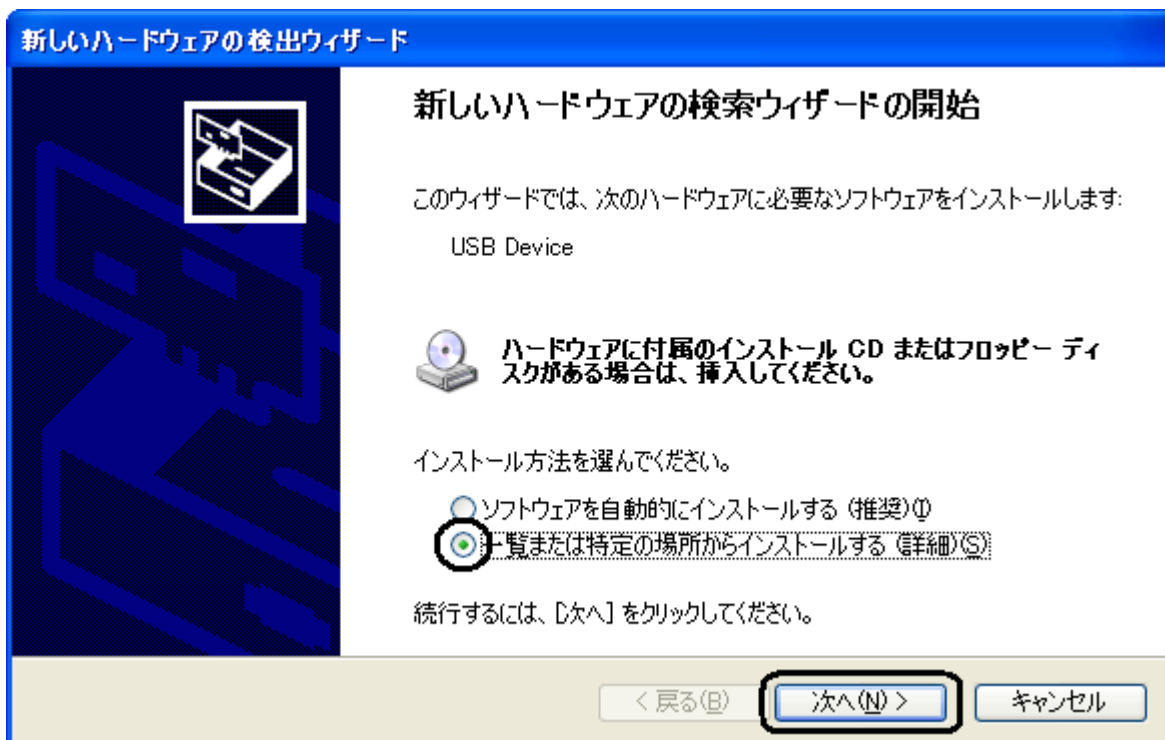 新しいハードウェアの検出ウィザード
新しいハードウェアの検索ウィザードの開始
このウィザードでは、次のハードウェアに必要なソフトウェアをインストールします:
USB Device
ハードウェアに付属のインストール CD またはフロッピー ディ
スクがある場合は、挿入してください。
インストール方法を選んでください。
ソフトウェアを自動的にインストールする (推奨)(I)
一覧または特定の場所からインストールする (詳細)(S)
続行するには、[次へ] をクリックしてください。
< 戻る(B)
次へ(N) >
キャンセル